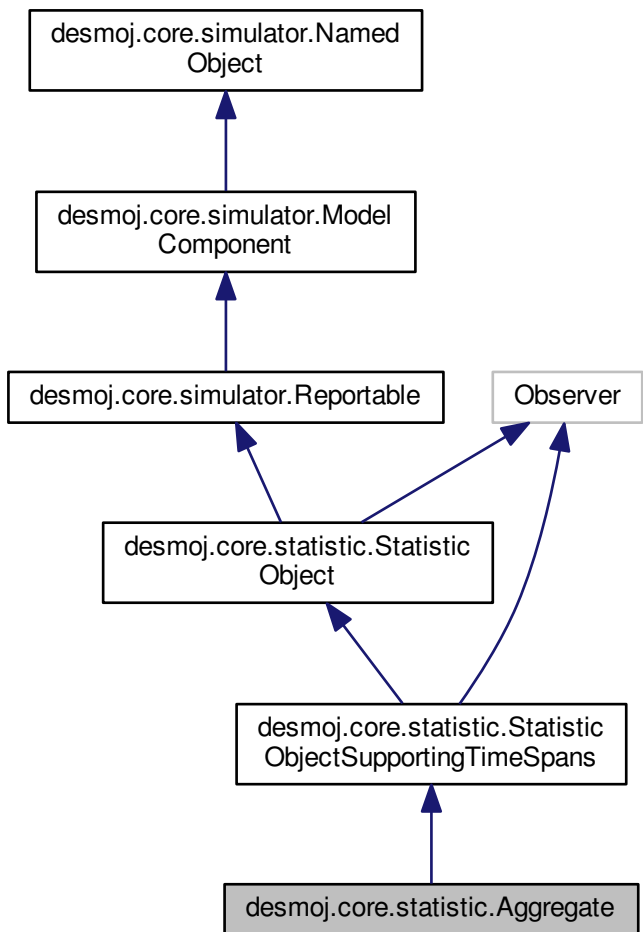 desmoj.core.simulator.Named
Object
desmoj.core.simulator.Model
Component
desmoj.core.simulator.Reportable
Observer
desmoj.core.statistic.Statistic
Object
desmoj.core.statistic.Statistic
ObjectSupportingTimeSpans
desmoj.core.statistic.Aggregate